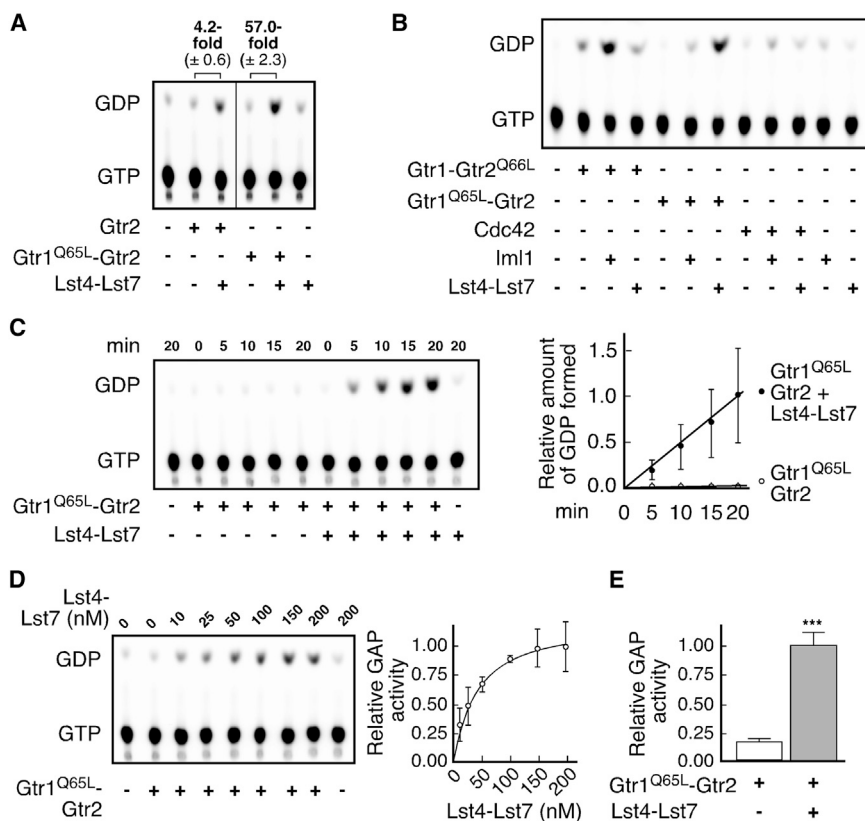 A
4.2- 57.0-
fold fold
(± 0.6) (± 2.3)
GDP
GTP
Gtr2 - + + - - -
Gtr1Q65L-Gtr2 - - - + + -
Lst4-Lst7 - - + - + +
B
GDP
GTP
Gtr1-Gtr2Q66L - + + + - - - - - - - -
Gtr1Q65L-Gtr2 - - - - + + + - - - - -
Cdc42 - - - - - - - + + + - -
Iml1 - - + - - + - - + - + -
Lst4-Lst7 - - - + - - + - - + - +
C
min 20 0 5 10 15 20 0 5 10 15 20 20
GDP
GTP
Gtr1Q65L-Gtr2 - + + + + + + + + + + -
Lst4-Lst7 - - - - - - + + + + + +
Relative amount
of GDP formed
1.5
1.0
0.5
0.0
min 0 5 10 15 20
Gtr1Q65L
Gtr2 +
Lst4-Lst7
Gtr1Q65L
Gtr2
D
Lst4-
Lst7 (nM) 0 0 10 25 50 100 150 200 200
GDP
GTP
Gtr1Q65L-
Gtr2 - + + + + + + + -
Relative GAP
activity
1.00
0.75
0.50
0.25
0.00
0 50 100 150 200
Lst4-Lst7 (nM)
E
Relative GAP
activity
1.00
0.75
0.50
0.25
0.00
***
Gtr1Q65L-Gtr2 + +
Lst4-Lst7 - +